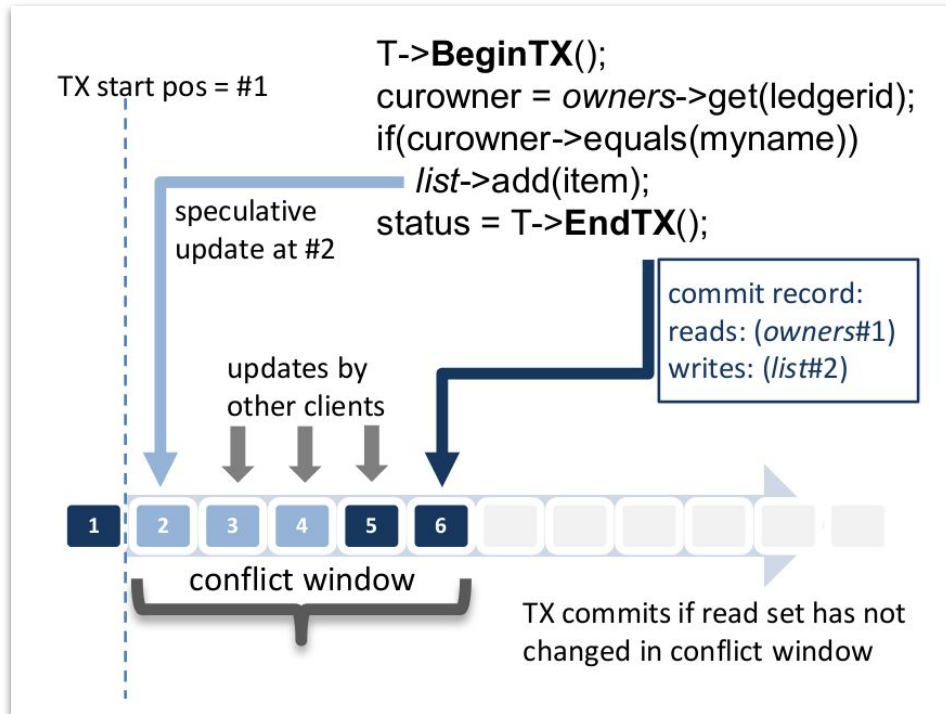 TX start pos = #1
T->BeginTX();
curowner = owners->get(ledgerid);
if(curowner->equals(myname))
list->add(item);
status = T->EndTX();
speculative
update at #2
commit record:
reads: (owners#1)
writes: (list#2)
updates by
other clients
1 2 3 4 5 6
conflict window
TX commits if read set has not
changed in conflict window